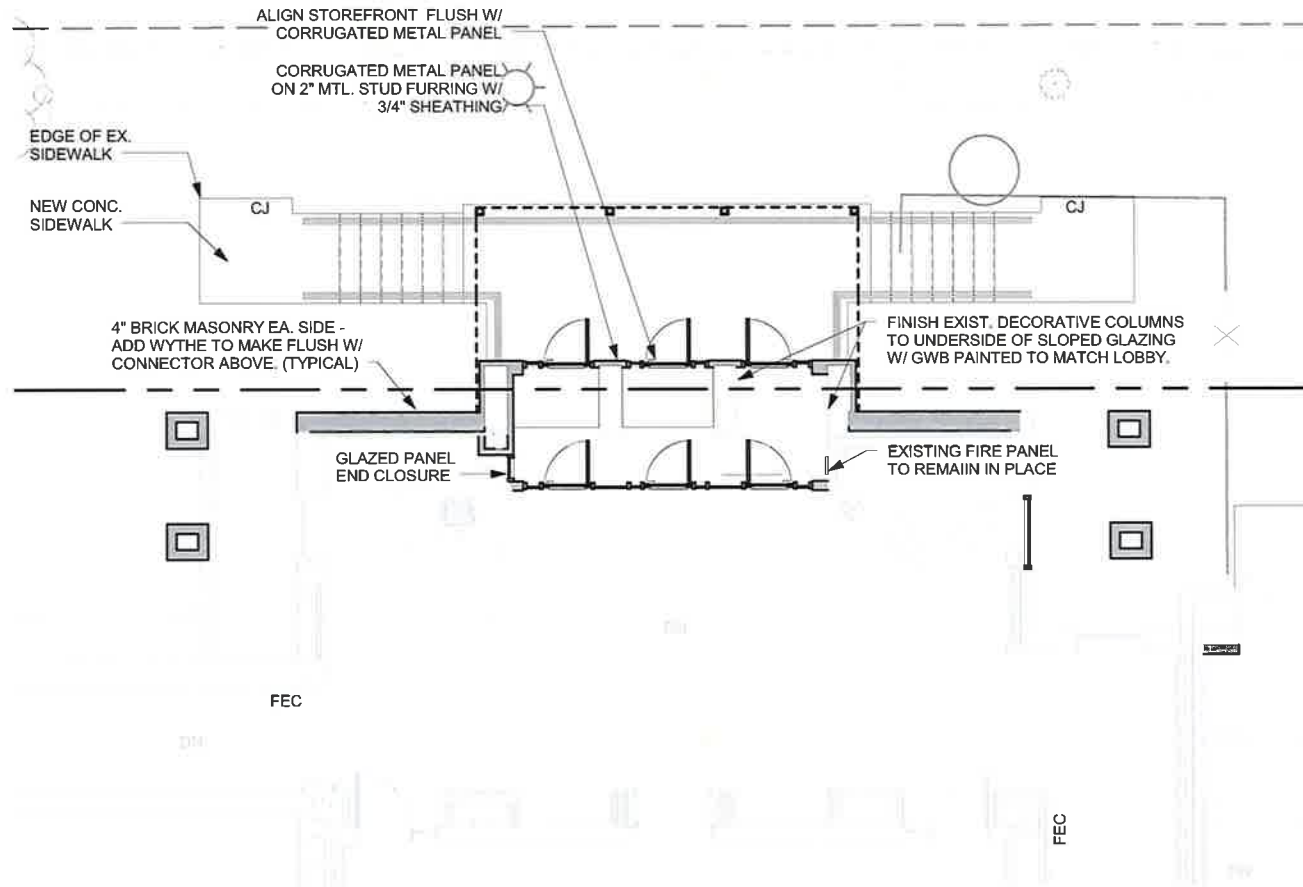 ALIGN STOREFRONT FLUSH W/
CORRUGATED METAL PANEL
CORRUGATED METAL PANEL
ON 2" MTL. STUD FURRING W/
3/4" SHEATHING
EDGE OF EX.
SIDEWALK
NEW CONC.
SIDEWALK
CJ
CJ
4" BRICK MASONRY EA. SIDE -
ADD WYTHE TO MAKE FLUSH W/
CONNECTOR ABOVE. (TYPICAL)
FINISH EXIST. DECORATIVE COLUMNS
TO UNDERSIDE OF SLOPED GLAZING
W/ GWB PAINTED TO MATCH LOBBY.
GLAZED PANEL
END CLOSURE
EXISTING FIRE PANEL
TO REMAIN IN PLACE
FEC
DN
FEC